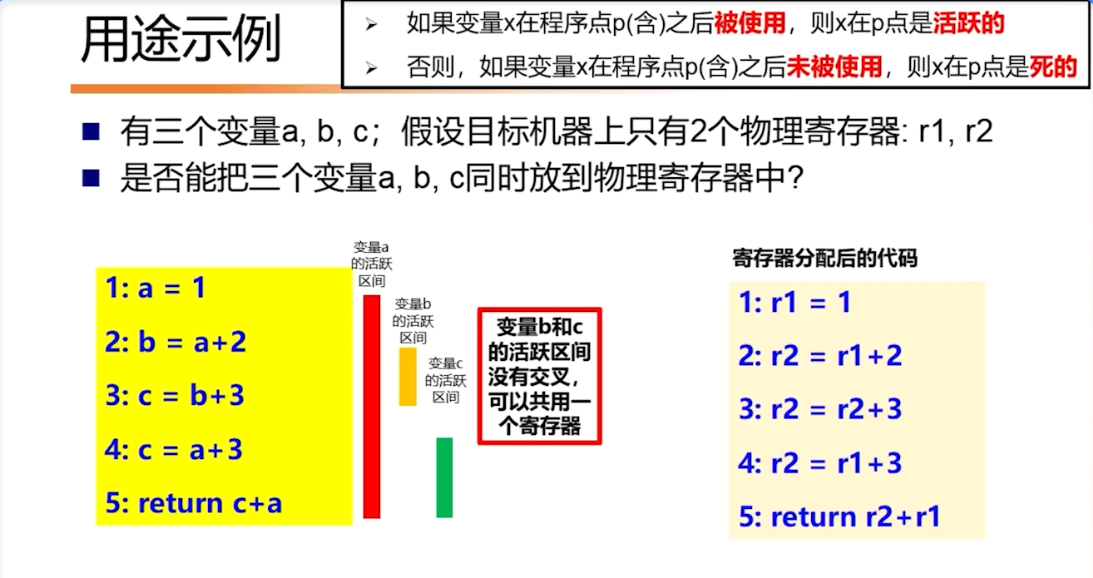 用途示例
➢ 如果变量x在程序点p(含)之后被使用，则x在p点是活跃的
➢ 否则，如果变量x在程序点p(含)之后未被使用，则x在p点是死的
■ 有三个变量a, b, c；假设目标机器上只有2个物理寄存器: r1, r2
■ 是否能把三个变量a, b, c同时放到物理寄存器中?
1: a = 1
2: b = a+2
3: c = b+3
4: c = a+3
5: return c+a
变量a
的活跃
区间
变量b
的活跃
区间
变量c
的活跃
区间
变量b和c
的活跃区间
没有交叉，
可以共用一
个寄存器
寄存器分配后的代码
1: r1 = 1
2: r2 = r1+2
3: r2 = r2+3
4: r2 = r1+3
5: return r2+r1